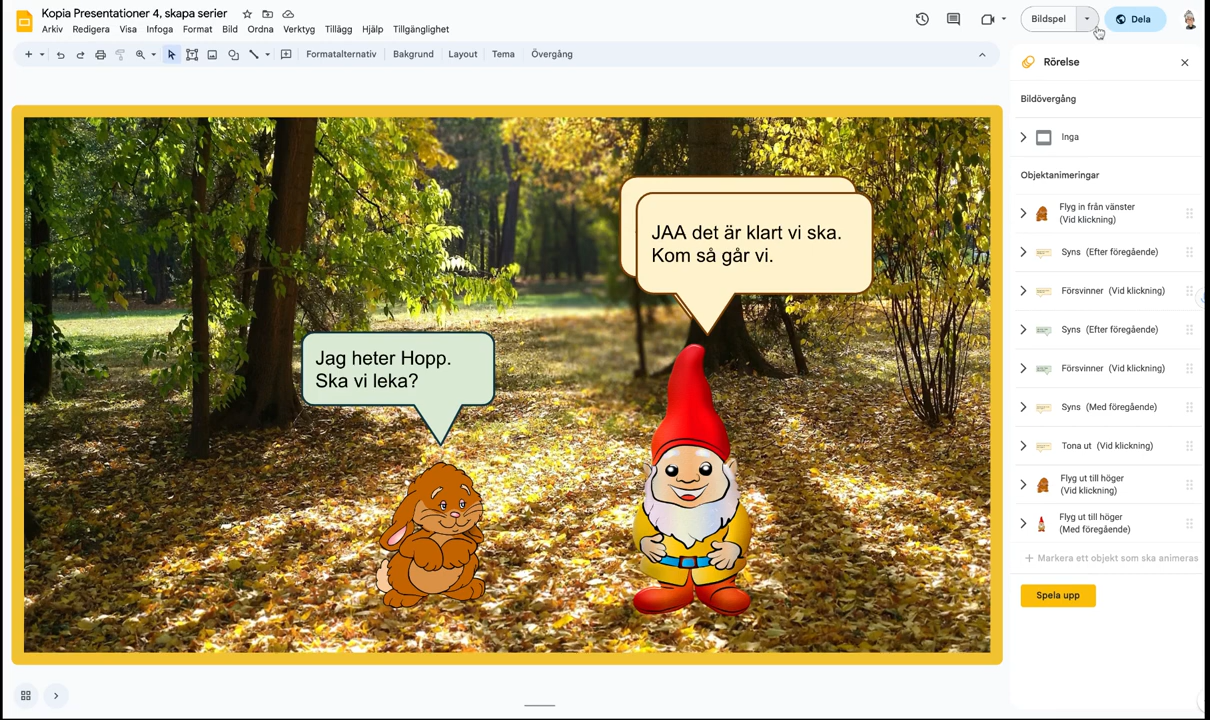 Kopia Presentationer 4, skapa serier
Arkiv Redigera Visa Infoga Format Bild Ordna Verktyg Tillägg Hjälp Tillgänglighet
Bildspel
Dela
Formatalternativ Bakgrund Layout Tema Övergång
JAA det är klart vi ska.
Kom så går vi.
Jag heter Hopp.
Ska vi leka?
Rörelse
Bildövergång
Inga
Objektanimeringar
Flyg in från vänster
(Vid klickning)
Syns (Efter föregående)
Försvinner (Vid klickning)
Syns (Efter föregående)
Försvinner (Vid klickning)
Syns (Med föregående)
Tona ut (Vid klickning)
Flyg ut till höger
(Vid klickning)
Flyg ut till höger
(Med föregående)
+ Markera ett objekt som ska animeras
Spela upp